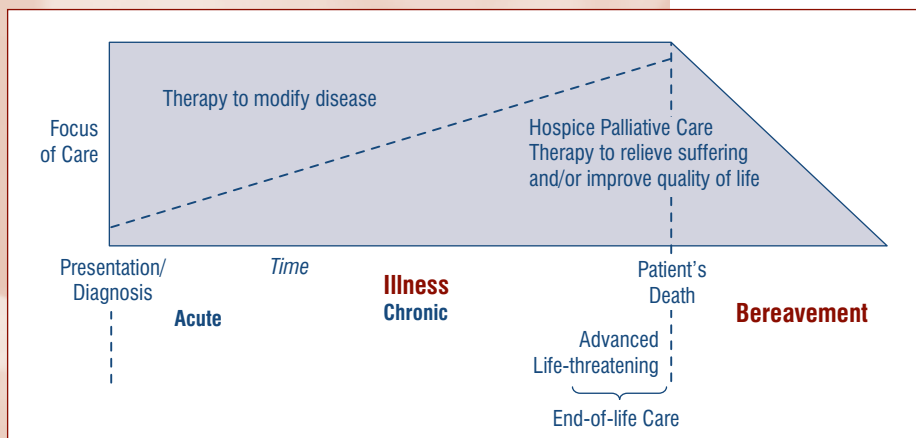 Therapy to modify disease
Focus
of Care
Hospice Palliative Care
Therapy to relieve suffering
and/or improve quality of life
Presentation/
Diagnosis
Time
Patient's
Death
Illness
Chronic
Acute
Bereavement
Advanced
Life-threatening
End-of-life Care